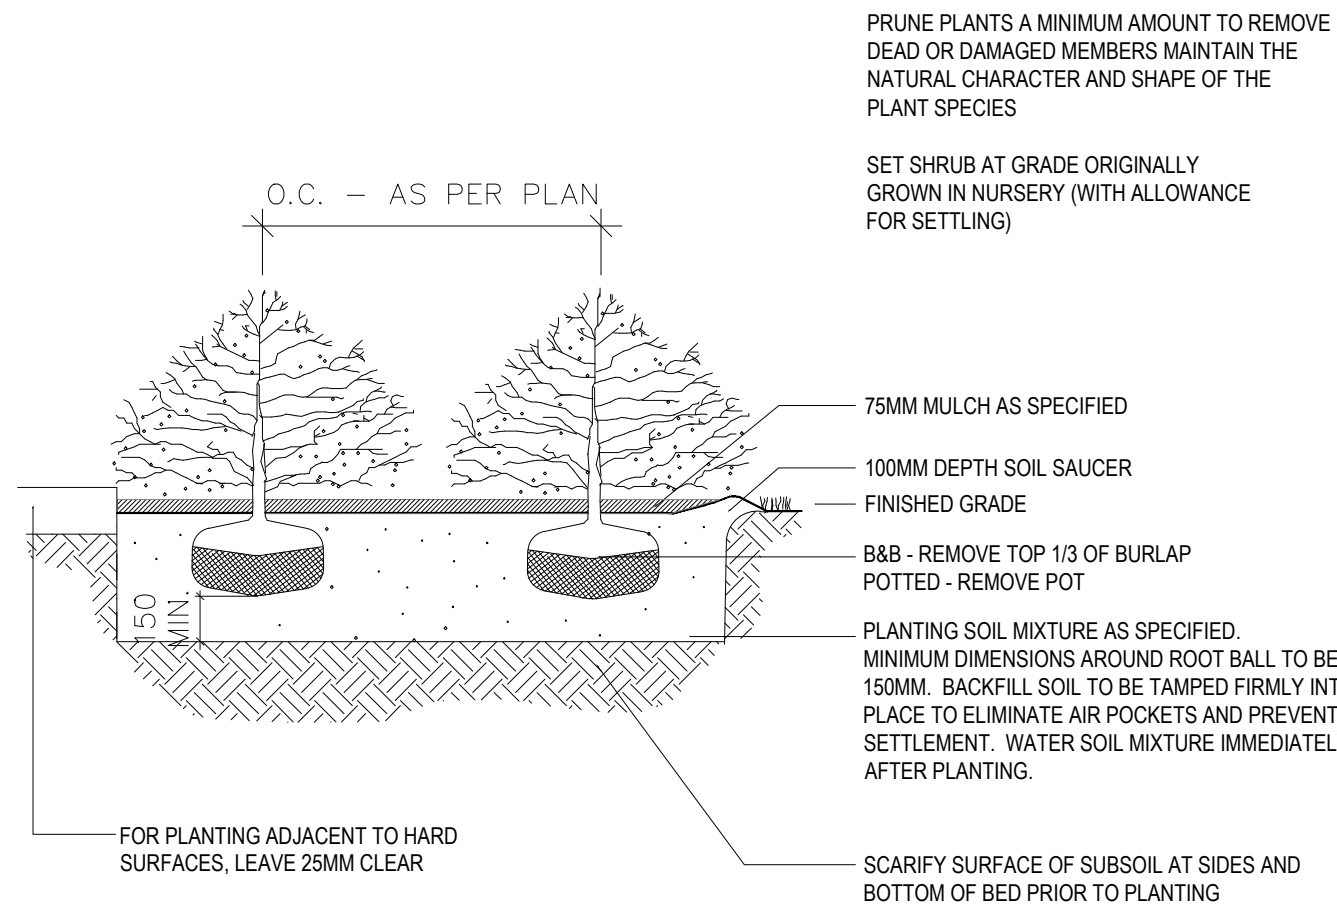 PRUNE PLANTS A MINIMUM AMOUNT TO REMOVE
DEAD OR DAMAGED MEMBERS MAINTAIN THE
NATURAL CHARACTER AND SHAPE OF THE
PLANT SPECIES
SET SHRUB AT GRADE ORIGINALLY
GROWN IN NURSERY (WITH ALLOWANCE
FOR SETTLING)
O.C. - AS PER PLAN
75MM MULCH AS SPECIFIED
100MM DEPTH SOIL SAUCER
FINISHED GRADE
B&B - REMOVE TOP 1/3 OF BURLAP
POTTED - REMOVE POT
150
MIN
PLANTING SOIL MIXTURE AS SPECIFIED.
MINIMUM DIMENSIONS AROUND ROOT BALL TO BE
150MM. BACKFILL SOIL TO BE TAMPED FIRMLY INT
PLACE TO ELIMINATE AIR POCKETS AND PREVENT
SETTLEMENT. WATER SOIL MIXTURE IMMEDIATEL
AFTER PLANTING.
FOR PLANTING ADJACENT TO HARD
SURFACES, LEAVE 25MM CLEAR
SCARIFY SURFACE OF SUBSOIL AT SIDES AND
BOTTOM OF BED PRIOR TO PLANTING